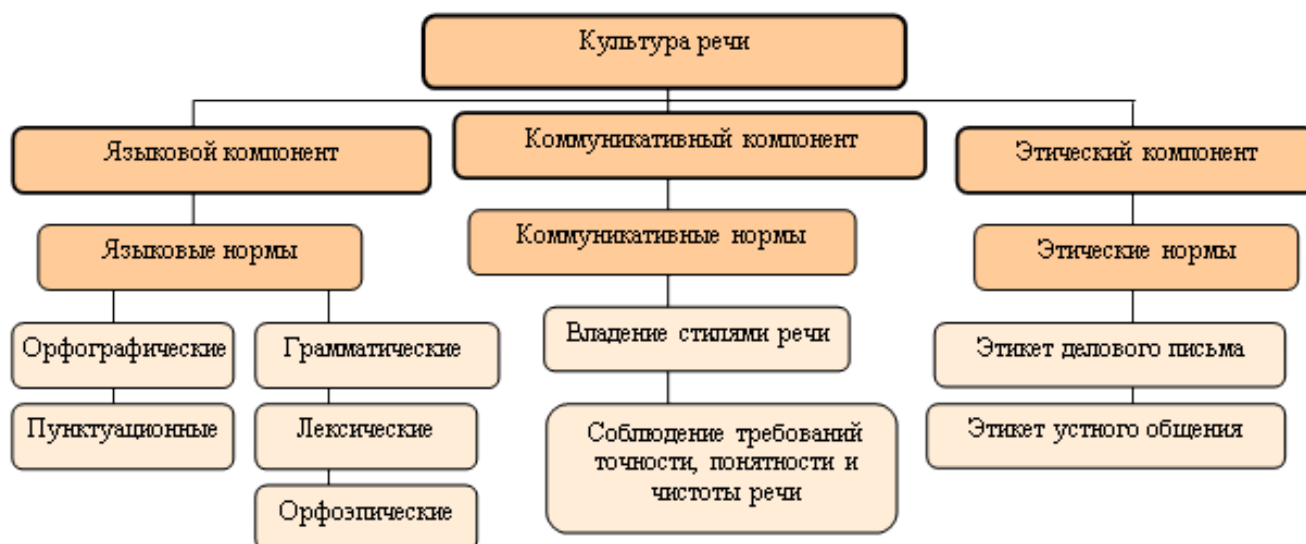 Культура речи
Языковой компонент
Коммуникативный компонент
Этический компонент
Языковые нормы
Коммуникативные нормы
Этические нормы
Орфографические
Грамматические
Владение стилями речи
Этикет делового письма
Пунктуационные
Лексические
Соблюдение требований
точности, понятности и
чистоты речи
Этикет устного общения
Орфоэпические